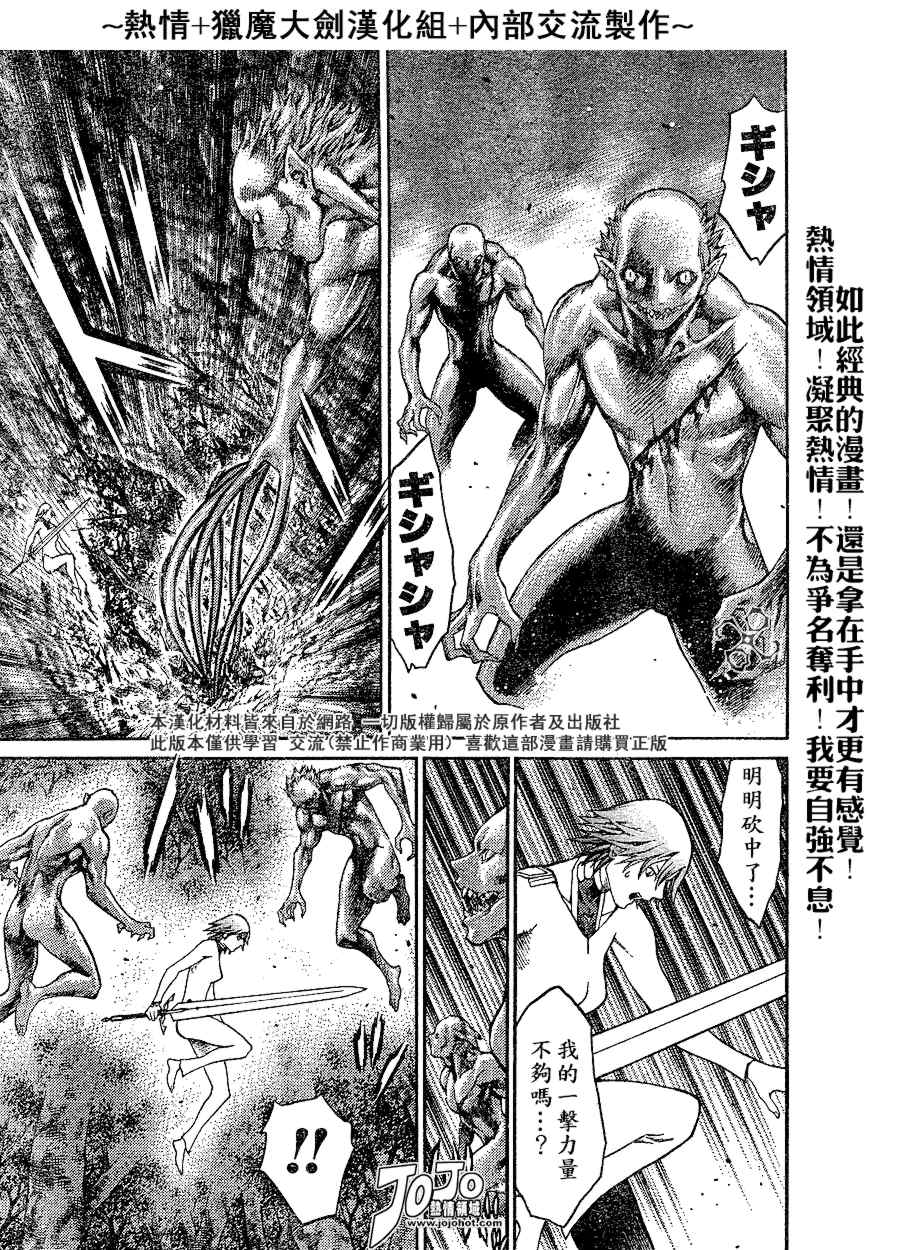 ~熱情+獵魔大劍漢化組+內部交流製作~
如此經典的漫畫！還是拿在手中才更有感覺！
熱情領域！凝聚熱情！不為爭名奪利！我要自強不息！
ギシャ
ギシャシャ
本漢化材料皆來自於網路 一切版權歸屬於原作者及出版社
此版本僅供學習 交流(禁止作商業用) 喜歡這部漫畫請購買正版
明明砍中了…
我的一擊力量
不夠嗎…？
!!
JOJO
熱情領域
www.jojohot.com